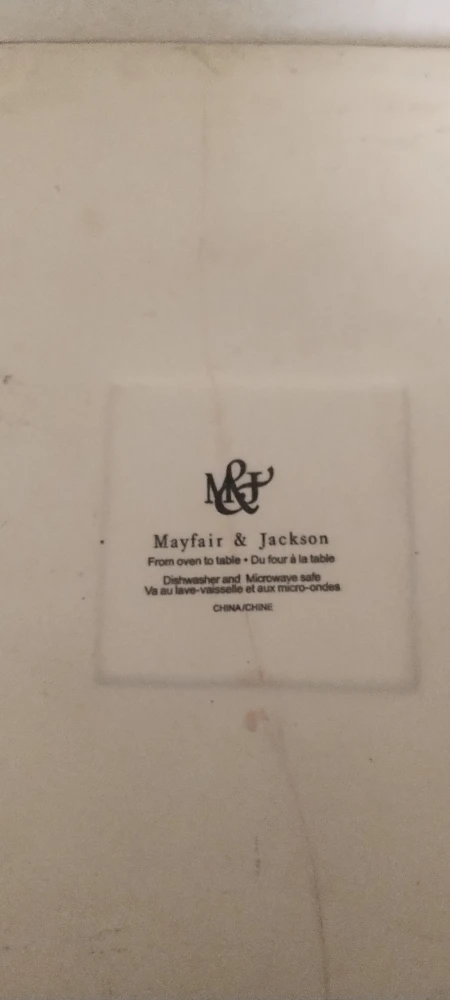 M&J
Mayfair & Jackson
From oven to table • Du four à la table
Dishwasher and Microwave safe
Va au lave-vaisselle et aux micro-ondes
CHINA/CHINE